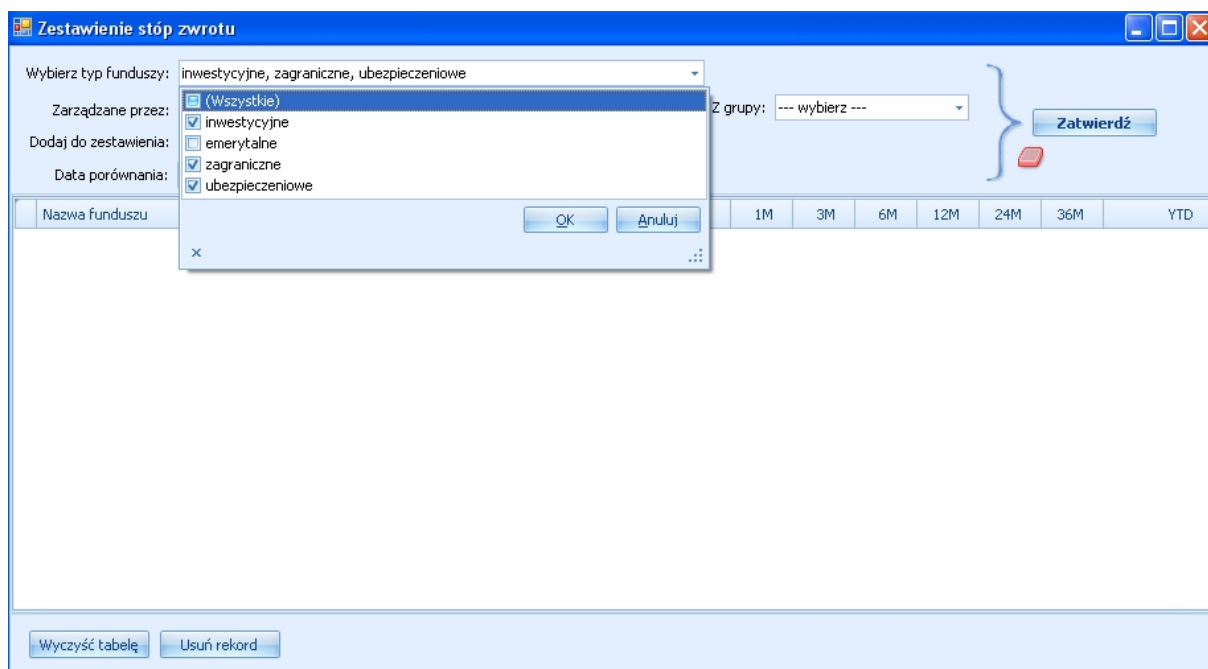 Zestawienie stóp zwrotu
Wybierz typ funduszy: inwestycyjne, zagraniczne, ubezpieczeniowe
Zarządzane przez: (Wszystkie) Z grupy: --- wybierz ---
inwestycyjne
Zatwierdź
Dodaj do zestawienia: emerytalne
zagraniczne
Data porównania:
ubezpieczeniowe
Nazwa funduszu 1M 3M 6M 12M 24M 36M YTD
OK Anuluj
Wyczyść tabelę Usuń rekord